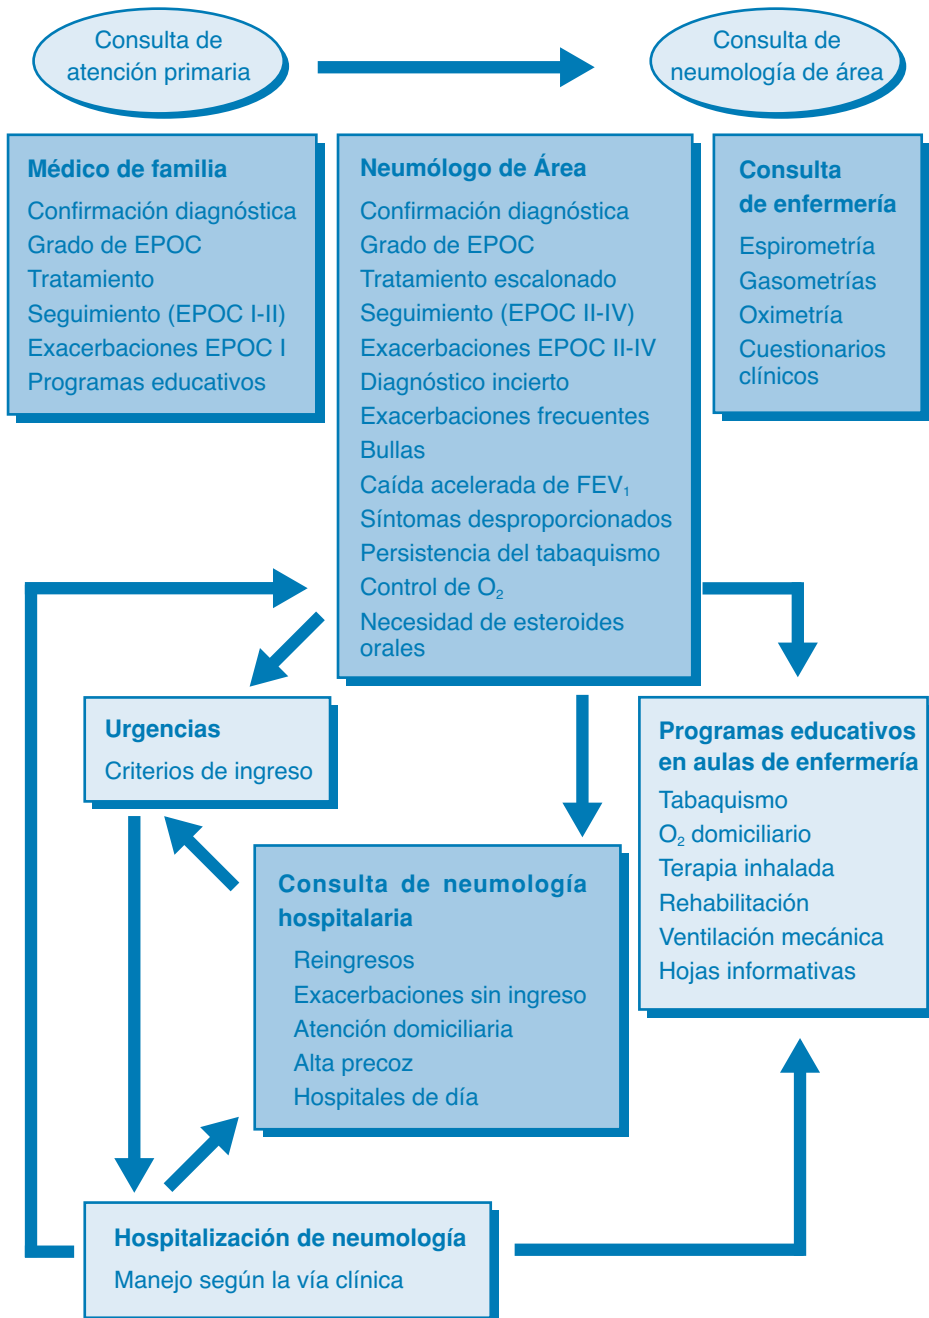 Consulta de
atención primaria
Consulta de
neumología de área
Médico de familia
Confirmación diagnóstica
Grado de EPOC
Tratamiento
Seguimiento (EPOC I-II)
Exacerbaciones EPOC I
Programas educativos
Neumólogo de Área
Confirmación diagnóstica
Grado de EPOC
Tratamiento escalonado
Seguimiento (EPOC II-IV)
Exacerbaciones EPOC II-IV
Diagnóstico incierto
Exacerbaciones frecuentes
Bullas
Caída acelerada de FEV₁
Síntomas desproporcionados
Persistencia del tabaquismo
Control de O₂
Necesidad de esteroides
orales
Consulta
de enfermería
Espirometría
Gasometrías
Oximetría
Cuestionarios
clínicos
Urgencias
Criterios de ingreso
Programas educativos
en aulas de enfermería
Tabaquismo
O₂ domiciliario
Terapia inhalada
Rehabilitación
Ventilación mecánica
Hojas informativas
Consulta de neumología
hospitalaria
Reingresos
Exacerbaciones sin ingreso
Atención domiciliaria
Alta precoz
Hospitales de día
Hospitalización de neumología
Manejo según la vía clínica